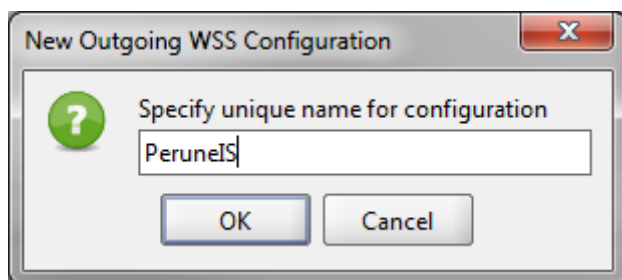 New Outgoing WSS Configuration
Specify unique name for configuration
PeruneIS
OK
Cancel